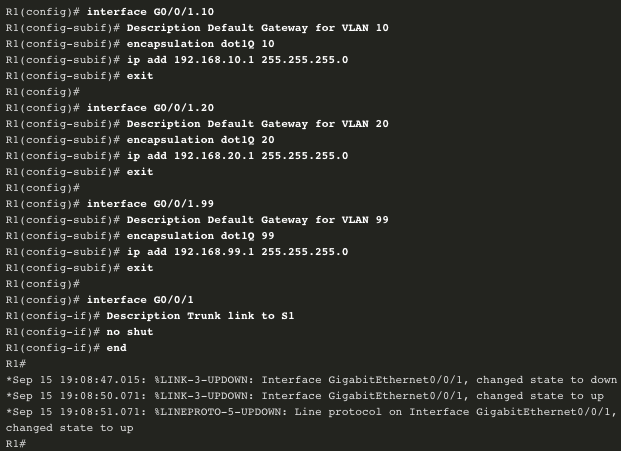 R1(config)# interface G0/0/1.10
R1(config-subif)# Description Default Gateway for VLAN 10
R1(config-subif)# encapsulation dot1Q 10
R1(config-subif)# ip add 192.168.10.1 255.255.255.0
R1(config-subif)# exit
R1(config)#
R1(config)# interface G0/0/1.20
R1(config-subif)# Description Default Gateway for VLAN 20
R1(config-subif)# encapsulation dot1Q 20
R1(config-subif)# ip add 192.168.20.1 255.255.255.0
R1(config-subif)# exit
R1(config)#
R1(config)# interface G0/0/1.99
R1(config-subif)# Description Default Gateway for VLAN 99
R1(config-subif)# encapsulation dot1Q 99
R1(config-subif)# ip add 192.168.99.1 255.255.255.0
R1(config-subif)# exit
R1(config)#
R1(config)# interface G0/0/1
R1(config-if)# Description Trunk link to S1
R1(config-if)# no shut
R1(config-if)# end
R1#
*Sep 15 19:08:47.015: %LINK-3-UPDOWN: Interface GigabitEthernet0/0/1, changed state to down
*Sep 15 19:08:50.071: %LINK-3-UPDOWN: Interface GigabitEthernet0/0/1, changed state to up
*Sep 15 19:08:51.071: %LINEPROTO-5-UPDOWN: Line protocol on Interface GigabitEthernet0/0/1,
changed state to up
R1#